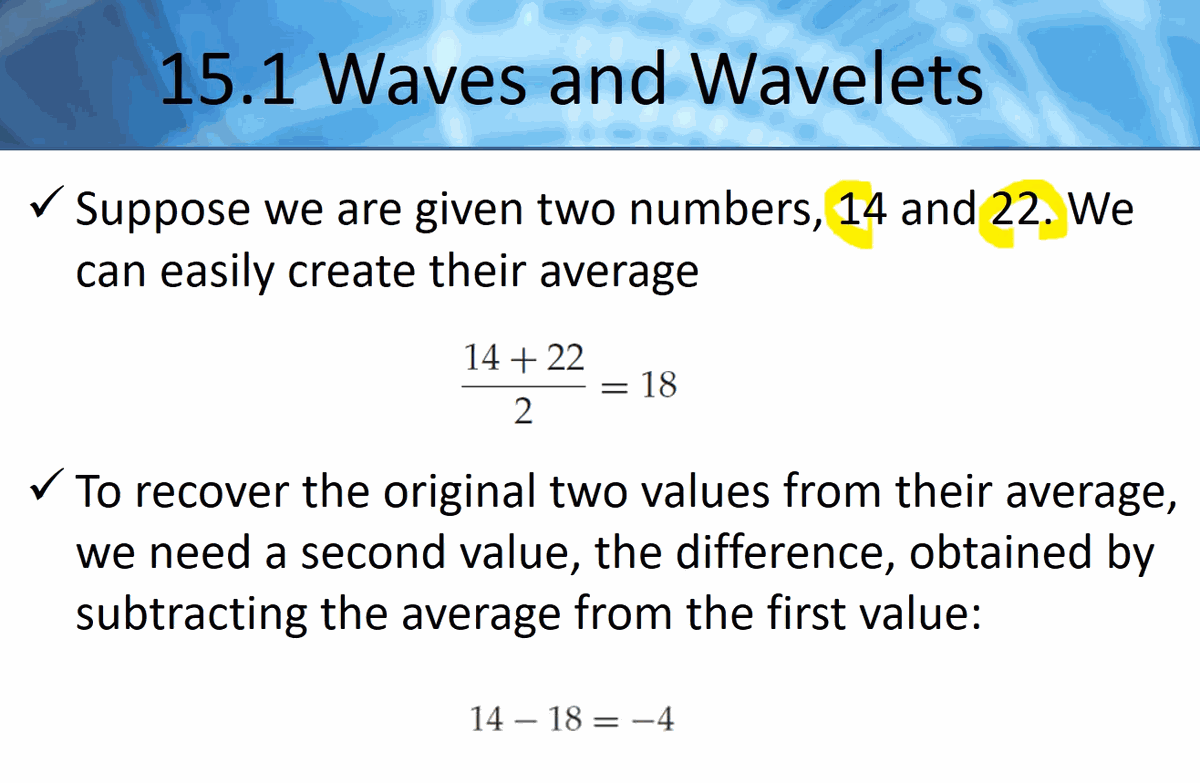 15.1 Waves and Wavelets
✓ Suppose we are given two numbers, 14 and 22. We
can easily create their average
14 + 22
= 18
2
✓ To recover the original two values from their average,
we need a second value, the difference, obtained by
subtracting the average from the first value:
14 − 18 = −4